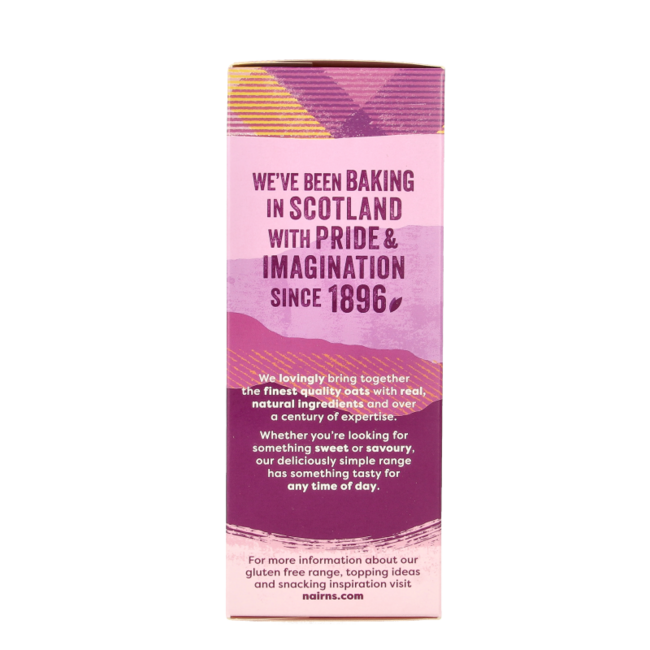 WE'VE BEEN BAKING
IN SCOTLAND
WITH PRIDE &
IMAGINATION
SINCE 1896
We lovingly bring together
the finest quality oats with real,
natural ingredients and over
a century of expertise.
Whether you're looking for
something sweet or savoury,
our deliciously simple range
has something tasty for
any time of day.
For more information about our
gluten free range, topping ideas
and snacking inspiration visit
nairns.com